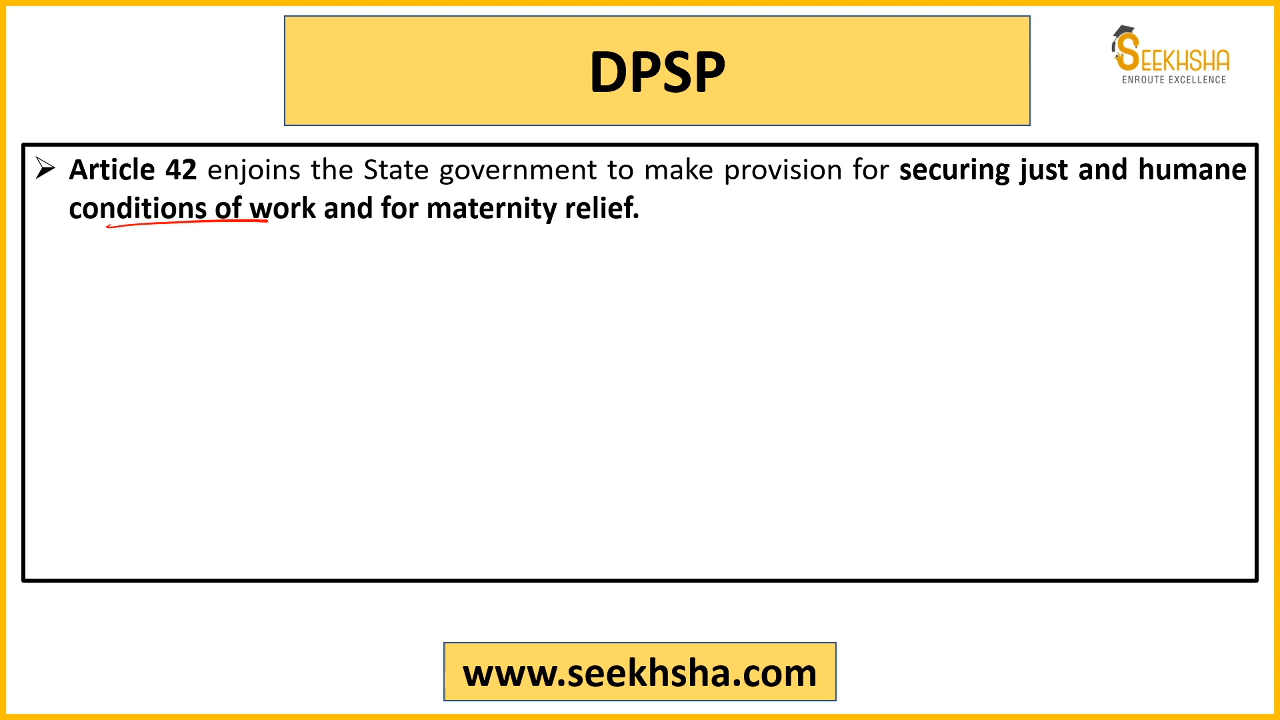 DPSP
SEEKHSHA
ENROUTE EXCELLENCE
➢ Article 42 enjoins the State government to make provision for securing just and humane
conditions of work and for maternity relief.
www.seekhsha.com